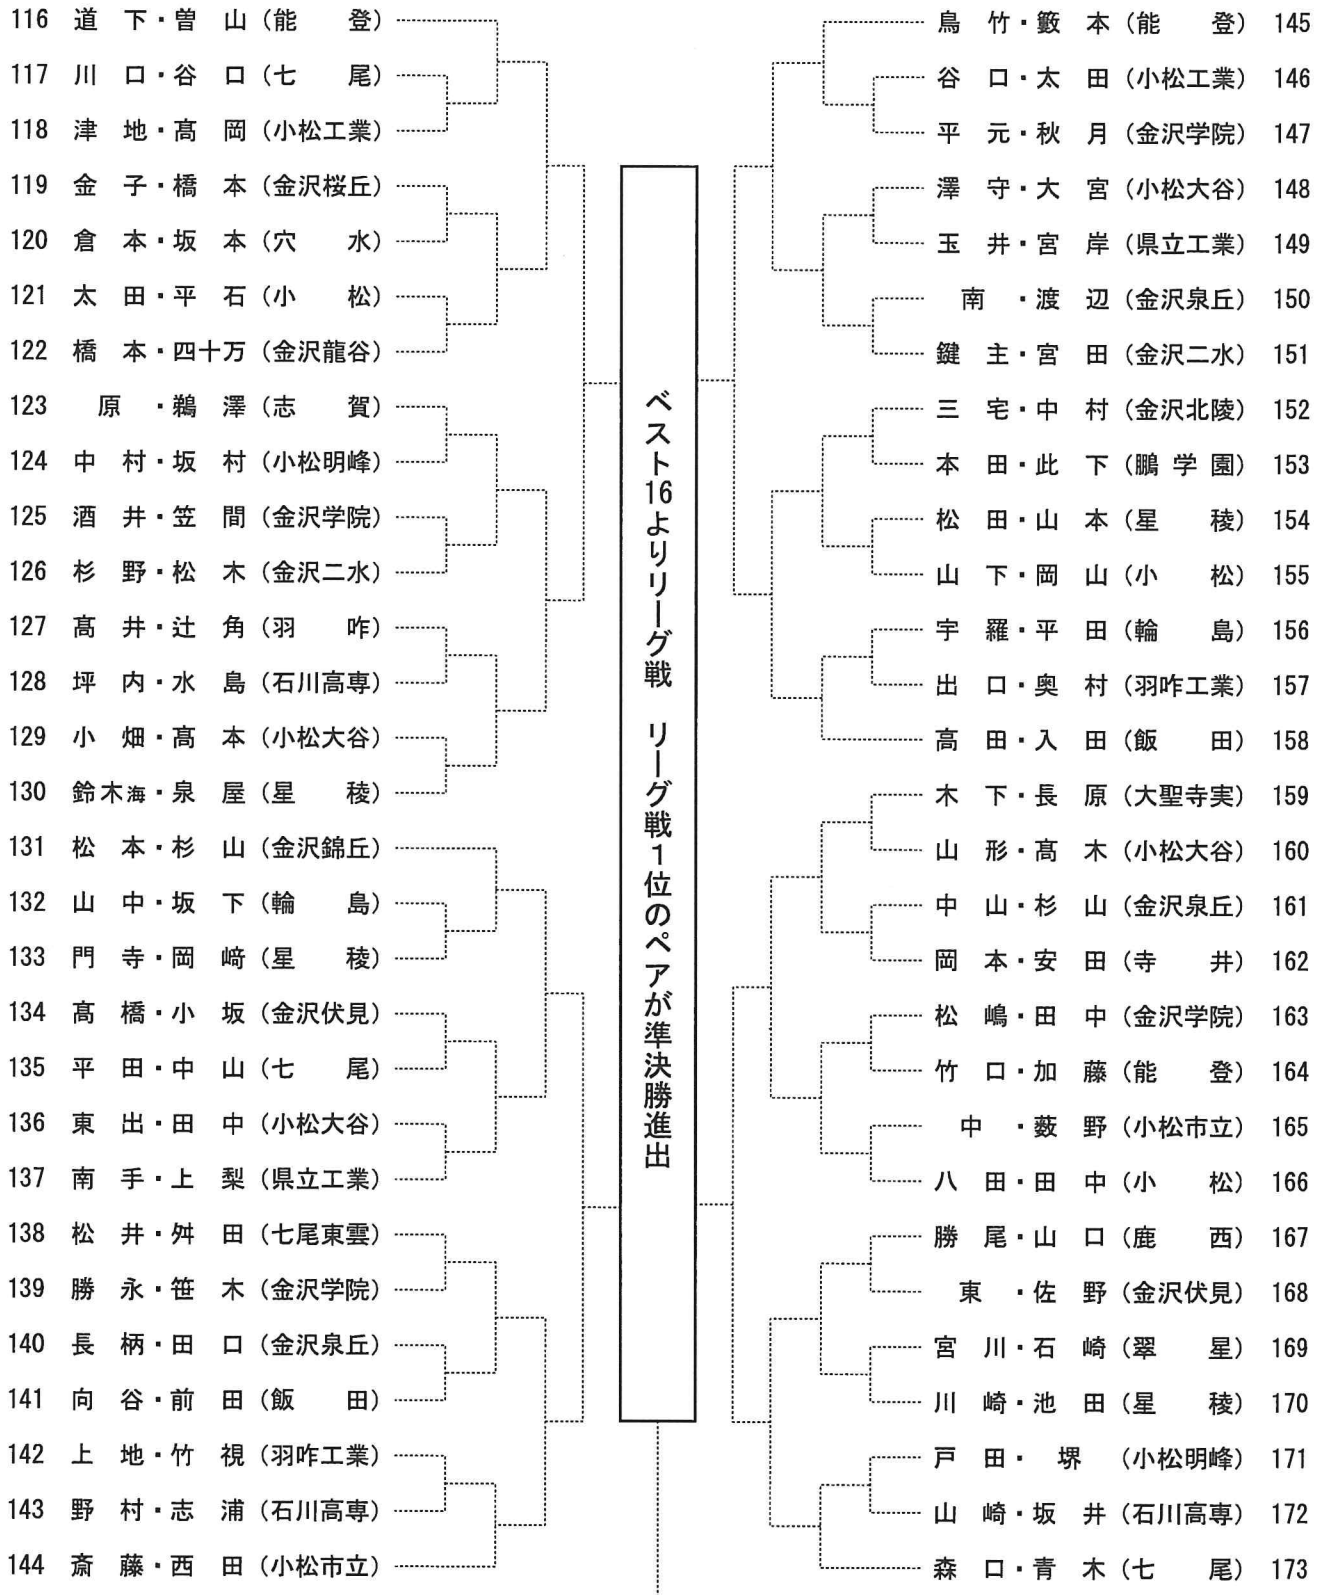 116 道下・曽山（能登）
117 川口・谷口（七尾）
118 津地・髙岡（小松工業）
119 金子・橋本（金沢桜丘）
120 倉本・坂本（穴水）
121 太田・平石（小松）
122 橋本・四十万（金沢龍谷）
123 原・鵜澤（志賀）
124 中村・坂村（小松明峰）
125 酒井・笠間（金沢学院）
126 杉野・松木（金沢二水）
127 髙井・辻角（羽咋）
128 坪内・水島（石川高専）
129 小畑・髙本（小松大谷）
130 鈴木海・泉屋（星稜）
131 松本・杉山（金沢錦丘）
132 山中・坂下（輪島）
133 門寺・岡﨑（星稜）
134 髙橋・小坂（金沢伏見）
135 平田・中山（七尾）
136 東出・田中（小松大谷）
137 南手・上梨（県立工業）
138 松井・舛田（七尾東雲）
139 勝永・笹木（金沢学院）
140 長柄・田口（金沢泉丘）
141 向谷・前田（飯田）
142 上地・竹視（羽咋工業）
143 野村・志浦（石川高専）
144 斎藤・西田（小松市立）
ベスト16よりリーグ戦　リーグ戦1位のペアが準決勝進出
鳥竹・籔本（能登）145
谷口・太田（小松工業）146
平元・秋月（金沢学院）147
澤守・大宮（小松大谷）148
玉井・宮岸（県立工業）149
南・渡辺（金沢泉丘）150
鍵主・宮田（金沢二水）151
三宅・中村（金沢北陵）152
本田・此下（鵬学園）153
松田・山本（星稜）154
山下・岡山（小松）155
宇羅・平田（輪島）156
出口・奥村（羽咋工業）157
高田・入田（飯田）158
木下・長原（大聖寺実）159
山形・髙木（小松大谷）160
中山・杉山（金沢泉丘）161
岡本・安田（寺井）162
松嶋・田中（金沢学院）163
竹口・加藤（能登）164
中・薮野（小松市立）165
八田・田中（小松）166
勝尾・山口（鹿西）167
東・佐野（金沢伏見）168
宮川・石崎（翠星）169
川崎・池田（星稜）170
戸田・堺（小松明峰）171
山崎・坂井（石川高専）172
森口・青木（七尾）173